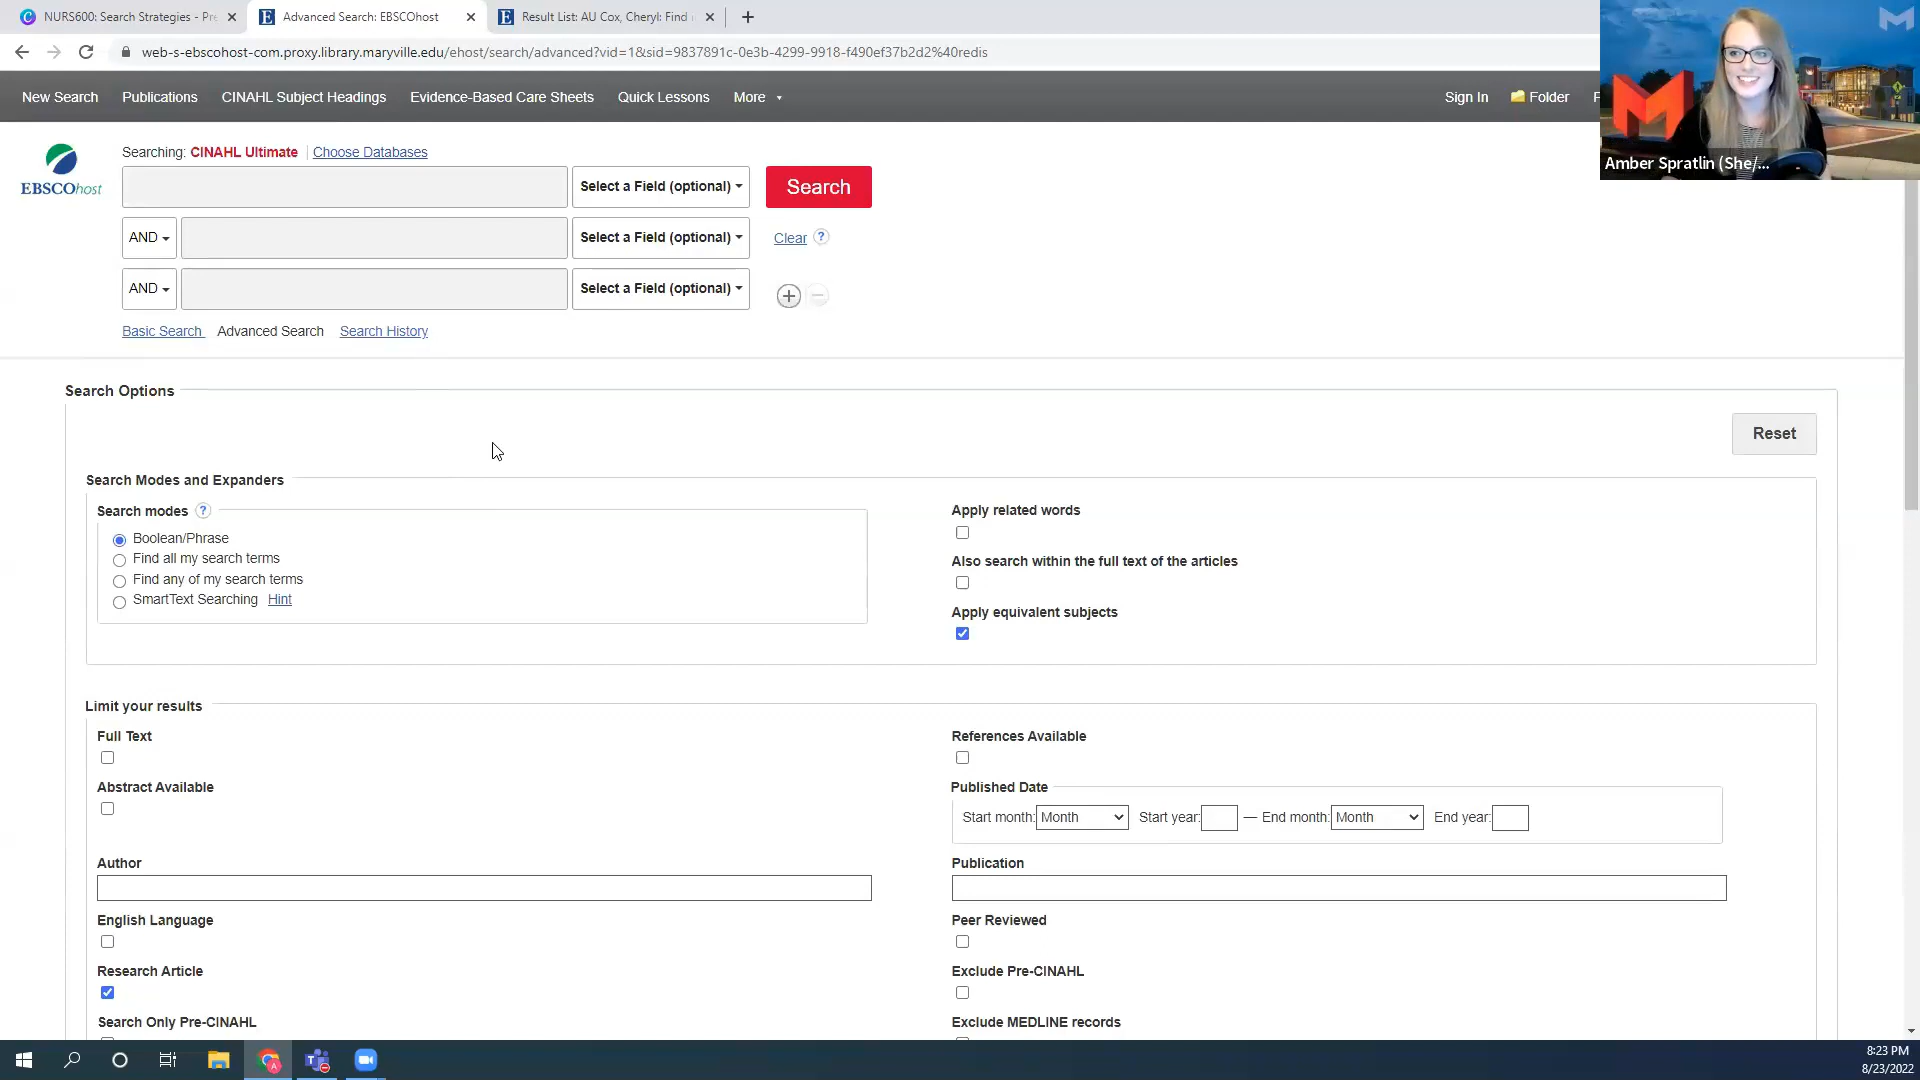 NURS600: Search Strategies - Pre
Advanced Search: EBSCOhost
Result List: AU Cox, Cheryl: Find
web-s-ebscohost-com.proxy.library.maryville.edu/ehost/search/advanced?vid=1&sid=9837891c-0e3b-4299-9918-f490ef37b2d2%40redis
New Search Publications CINAHL Subject Headings Evidence-Based Care Sheets Quick Lessons More Sign In Folder
Amber Spratlin (She/...
Searching: CINAHL Ultimate Choose Databases
EBSCOhost
Select a Field (optional) Search
AND Select a Field (optional) Clear ?
AND Select a Field (optional)
Basic Search Advanced Search Search History
Search Options
Reset
Search Modes and Expanders
Search modes ?
Boolean/Phrase
Find all my search terms
Find any of my search terms
SmartText Searching Hint
Apply related words
Also search within the full text of the articles
Apply equivalent subjects
Limit your results
Full Text
References Available
Abstract Available
Published Date
Start month: Month Start year: — End month: Month End year:
Author
Publication
English Language
Peer Reviewed
Research Article
Exclude Pre-CINAHL
Search Only Pre-CINAHL
Exclude MEDLINE records
8:23 PM
8/23/2022